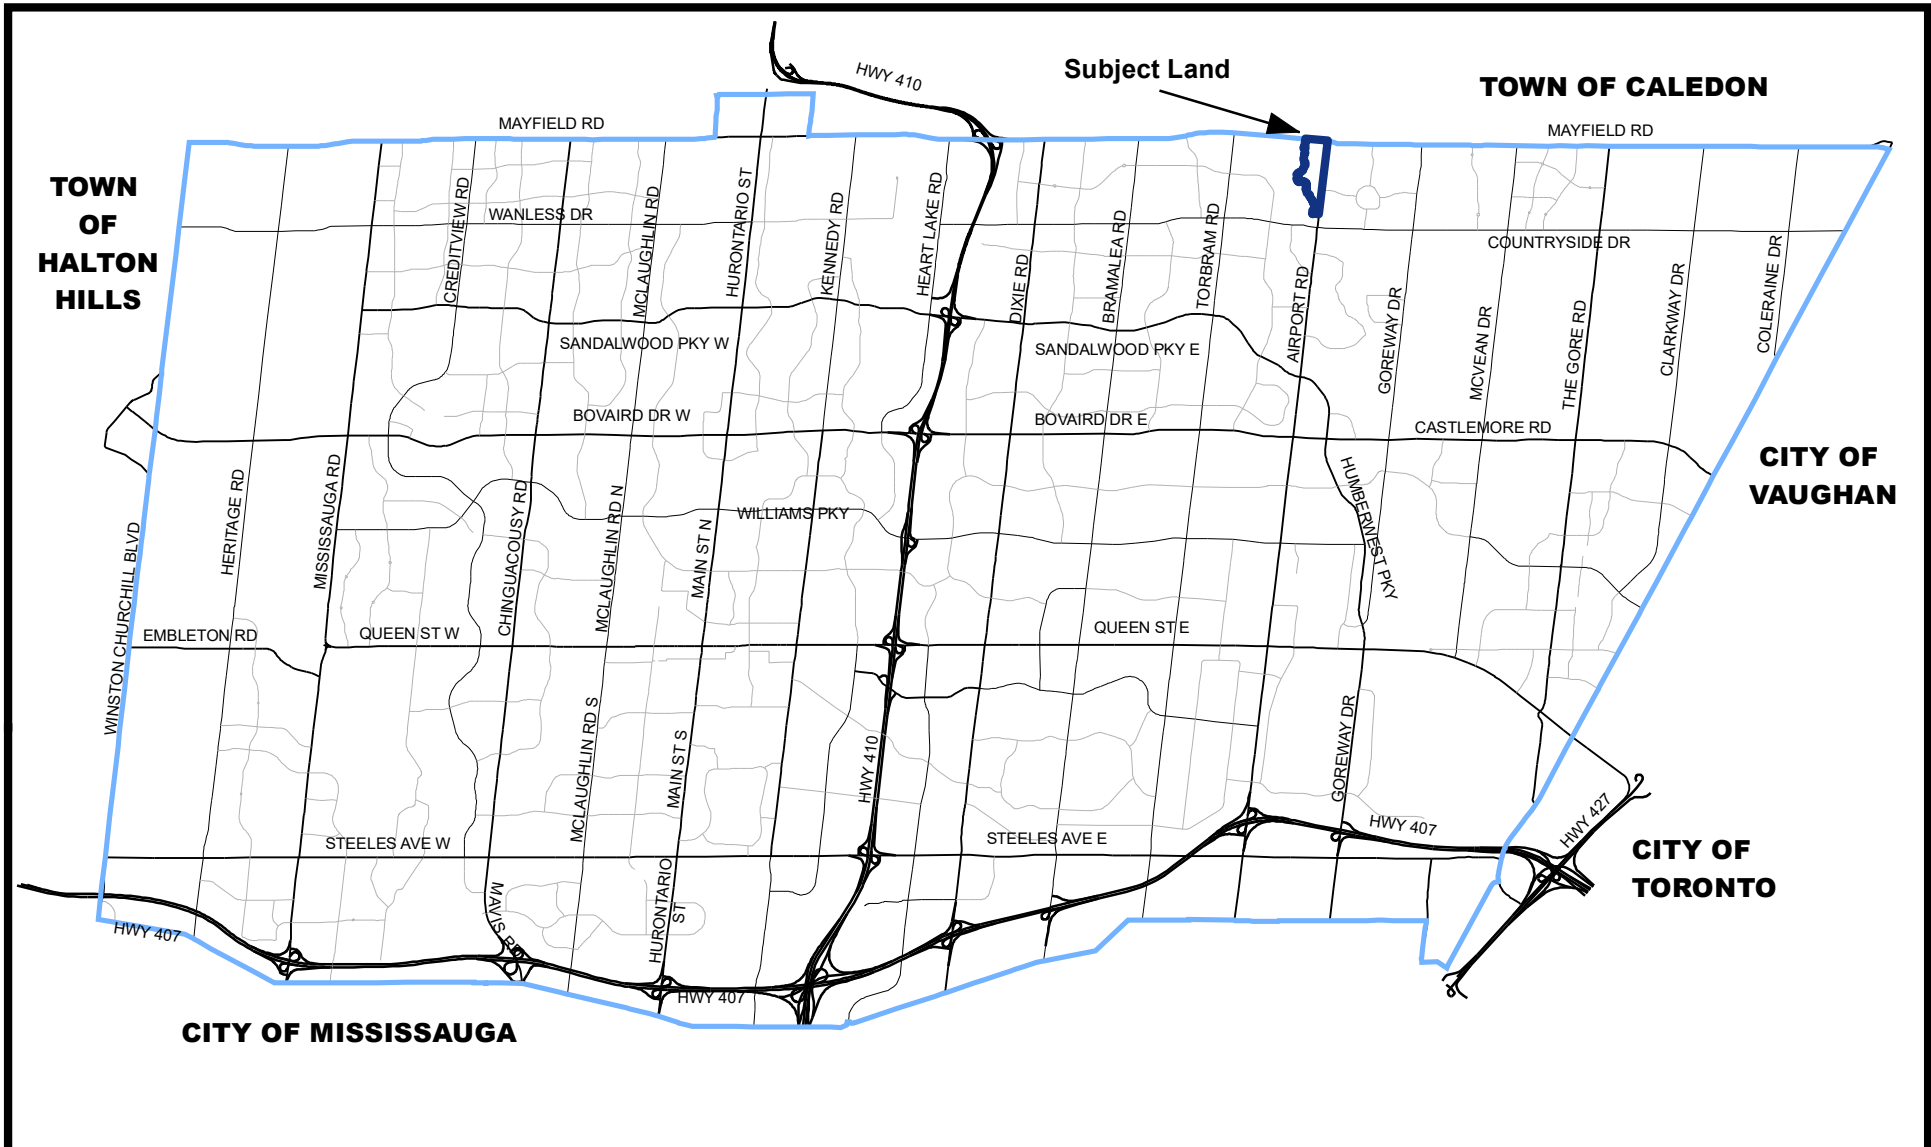 HWY 410
Subject Land
TOWN OF CALEDON
MAYFIELD RD
MAYFIELD RD
TOWN
OF
HALTON
HILLS
WANLESS DR
COUNTRYSIDE DR
CREDITVIEW RD
MCLAUGHLIN RD
HURONTARIO ST
KENNEDY RD
HEART LAKE RD
DIXIE RD
BRAMALEA RD
TORBRAM RD
AIRPORT RD
GOREWAY DR
MCVEAN DR
THE GORE RD
CLARKWAY DR
COLERAINE DR
SANDALWOOD PKY W
SANDALWOOD PKY E
BOVAIRD DR W
BOVAIRD DR E
CASTLEMORE RD
CITY OF
VAUGHAN
WINSTON CHURCHILL BLVD
HERITAGE RD
MISSISSAUGA RD
CHINGUACOUSY RD
MCLAUGHLIN RD N
MAIN ST N
WILLIAMS PKY
HUMBERWEST PKY
EMBLETON RD
QUEEN ST W
QUEEN ST E
MCLAUGHLIN RD S
MAIN ST S
HWY 410
GOREWAY DR
STEELES AVE W
STEELES AVE E
HWY 407
HWY 427
CITY OF
TORONTO
MAVIS RD
HURONTARIO
ST
HWY 407
HWY 407
CITY OF MISSISSAUGA